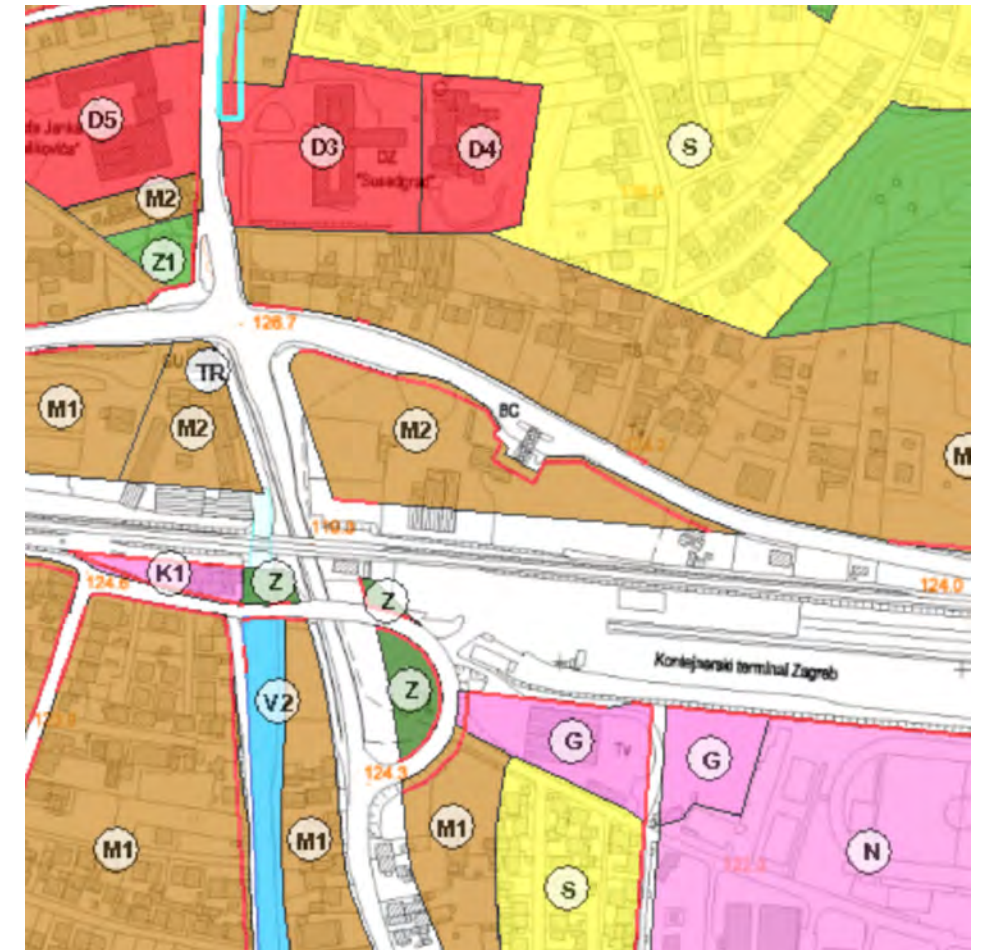 D5
D3
D4
S
DZ
"Susedgrad"
M2
Z1
126.7
TR
BC
M1
M2
M2
M
119.9
K1
Z
Z
124.6
124.0
Kontejnerski terminal Zagreb
V2
Z
G
Tv
G
124.3
M1
M1
M1
N
S